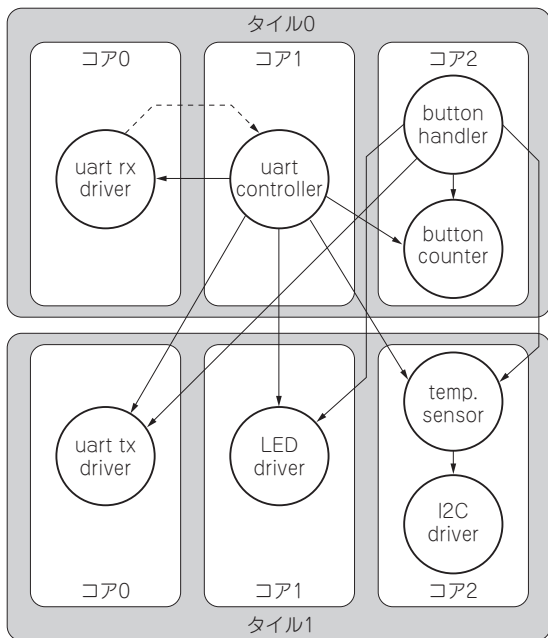 タイル0
コア0
コア1
コア2
uart rx
driver
uart
controller
button
handler
button
counter
uart tx
driver
LED
driver
temp.
sensor
I2C
driver
コア0
コア1
コア2
タイル1